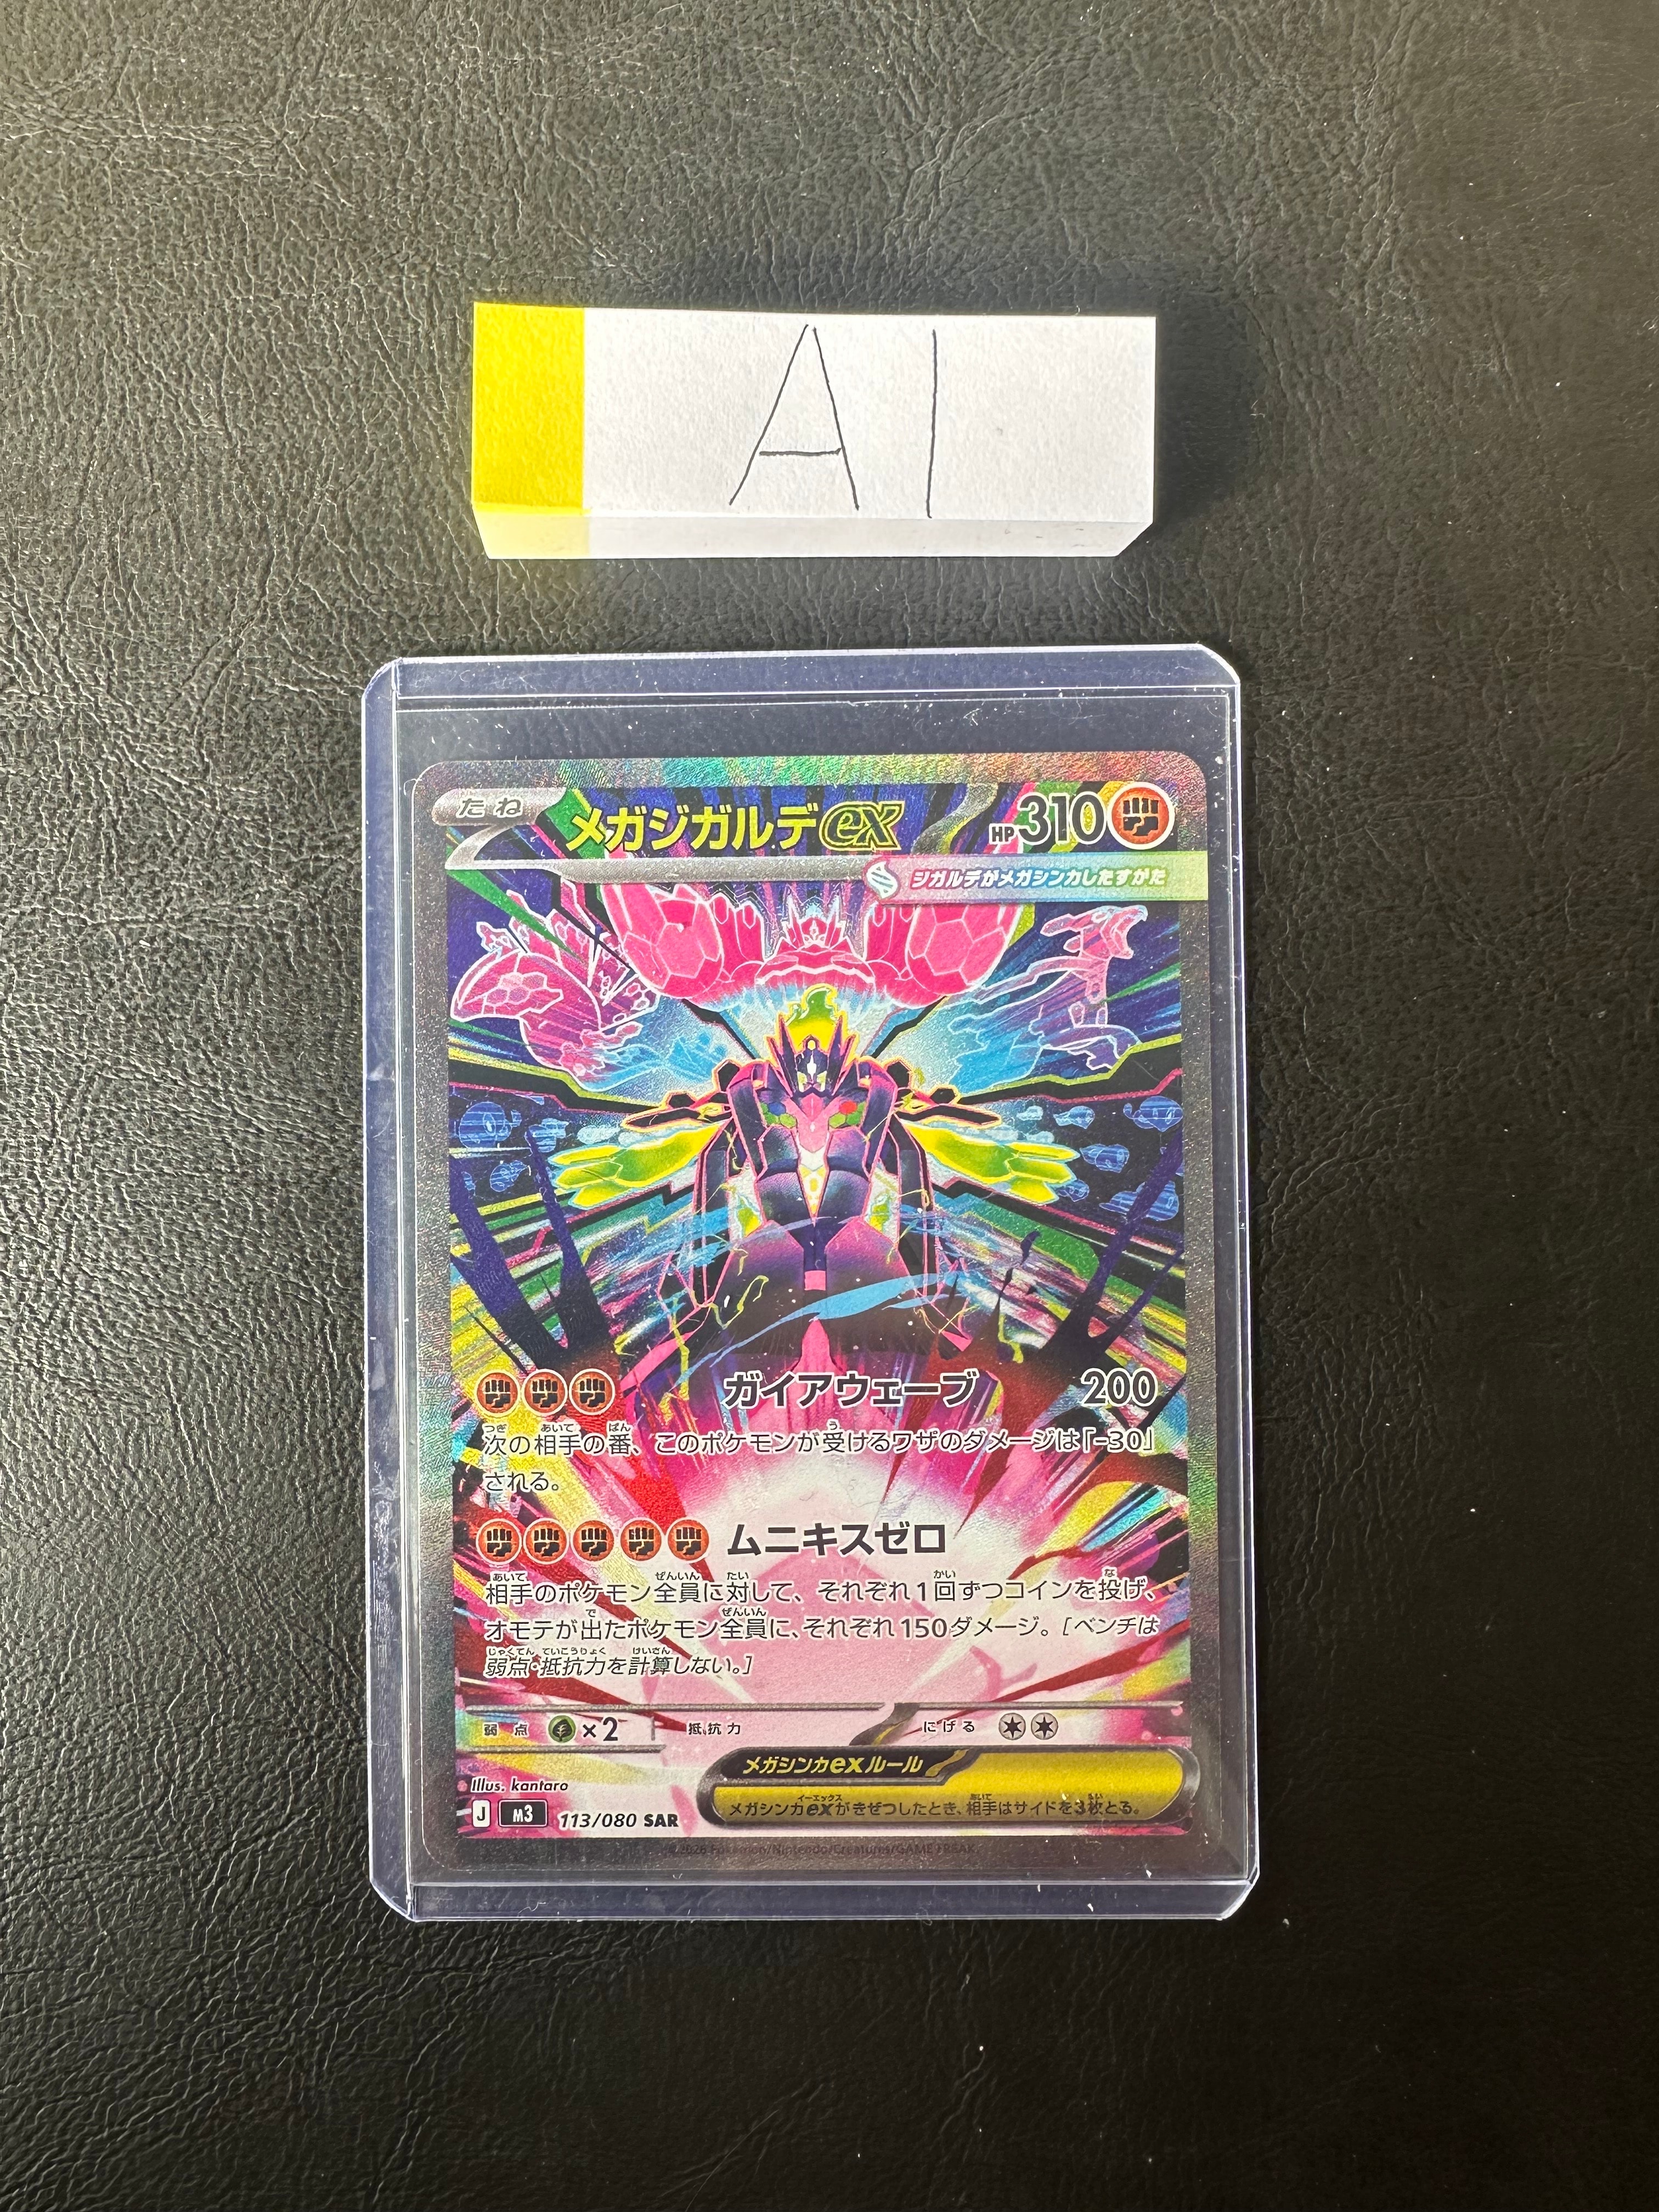 A1
たね メガジガルデex HP310
ジガルデがメガシンカしたすがた
ガイアウェーブ 200
次の相手の番、このポケモンが受けるワザのダメージは「-30」
される。
ムニキスゼロ
相手のポケモン全員に対して、それぞれ1回ずつコインを投げ、
オモテが出たポケモン全員に、それぞれ150ダメージ。[ベンチは
弱点・抵抗力を計算しない。]
弱点 ×2 抵抗力 にげる
メガシンカexルール
メガシンカexがきぜつしたとき、相手はサイドを3枚とる。
Illus. kantaro
J M3 113/080 SAR
©2026 Pokémon/Nintendo/Creatures/GAME FREAK.